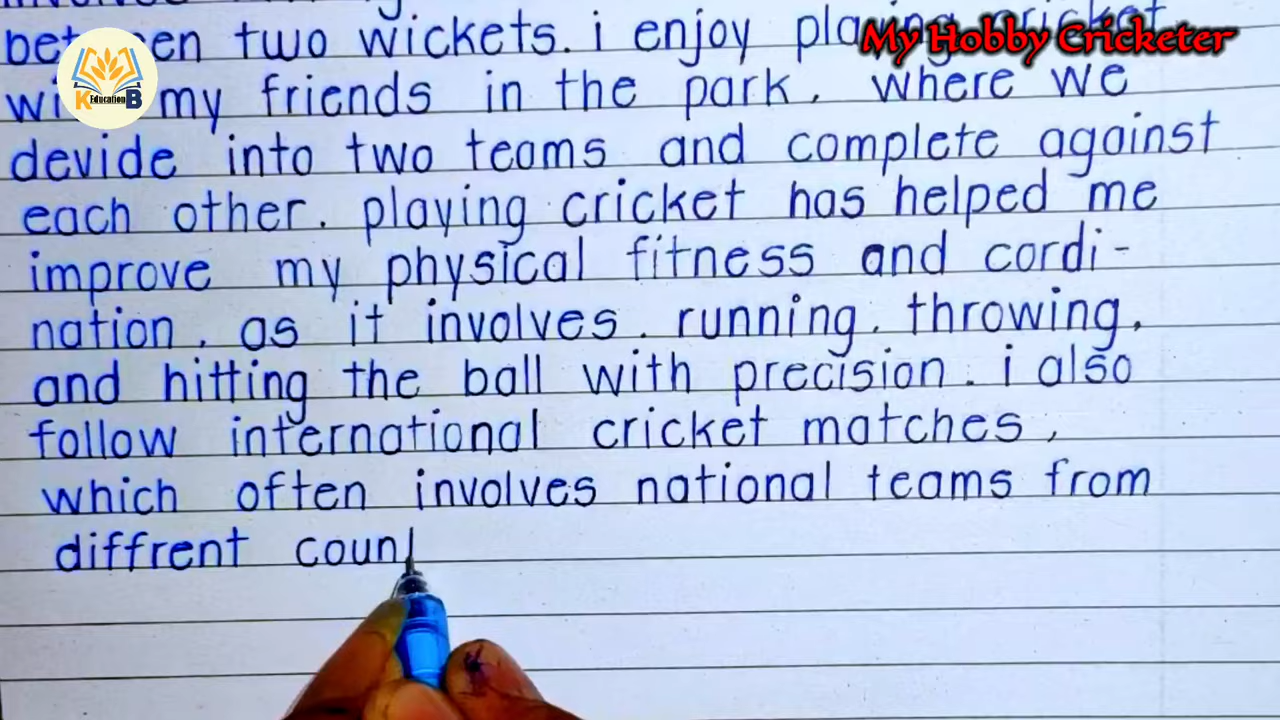 between two wickets. i enjoy playing cricket
My Hobby Cricketer
K Education B
with my friends in the park, where we
devide into two teams and complete against
each other. playing cricket has helped me
improve my physical fitness and cordi-
nation, as it involves, running, throwing,
and hitting the ball with precision. i also
follow international cricket matches,
which often involves national teams from
diffrent coun